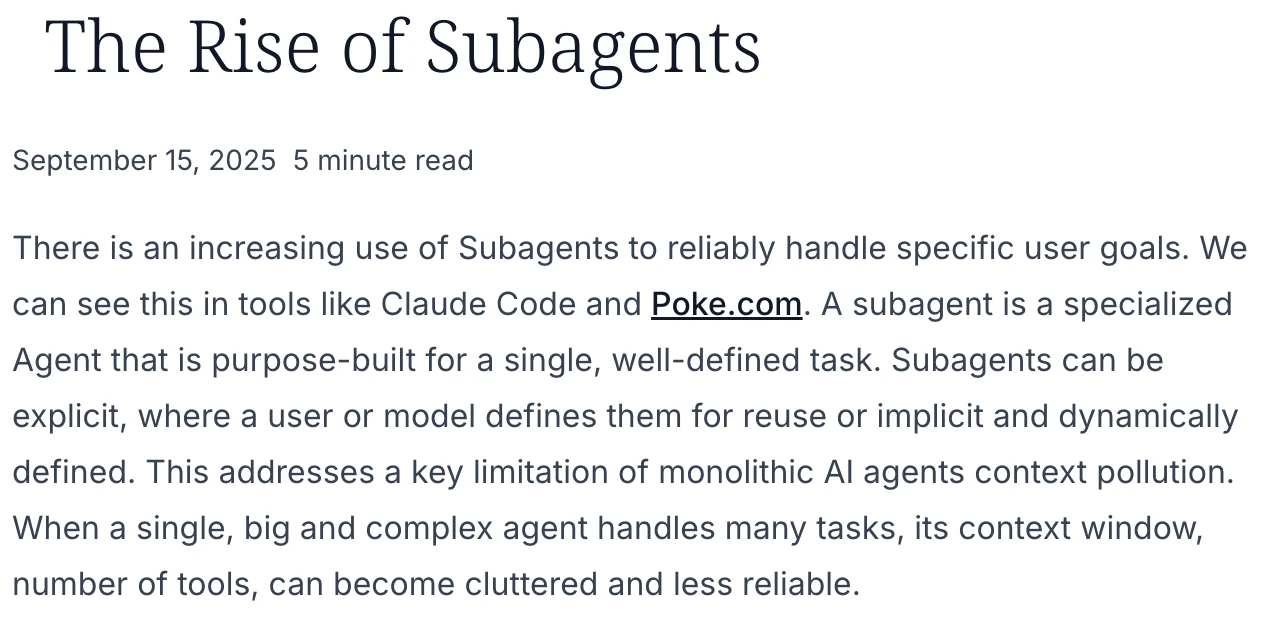 The Rise of Subagents
September 15, 2025 5 minute read
There is an increasing use of Subagents to reliably handle specific user goals. We
can see this in tools like Claude Code and Poke.com. A subagent is a specialized
Agent that is purpose-built for a single, well-defined task. Subagents can be
explicit, where a user or model defines them for reuse or implicit and dynamically
defined. This addresses a key limitation of monolithic AI agents context pollution.
When a single, big and complex agent handles many tasks, its context window,
number of tools, can become cluttered and less reliable.